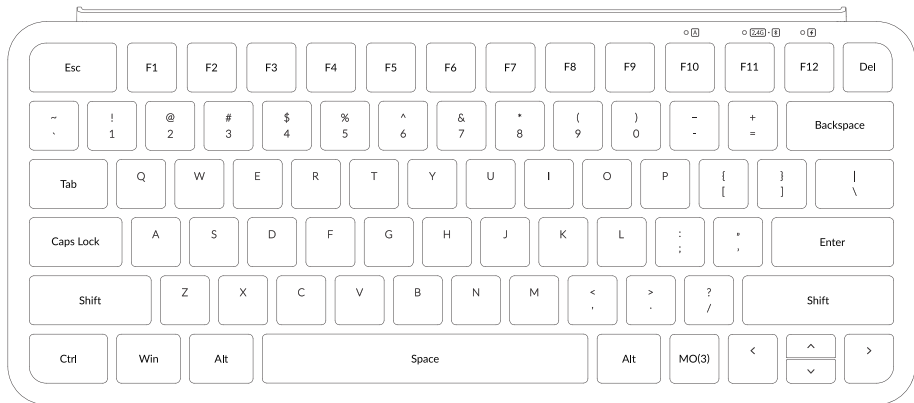 A 2.4G
Esc F1 F2 F3 F4 F5 F6 F7 F8 F9 F10 F11 F12 Del
~ ! @ # $ % ^ & * ( ) – +
` 1 2 3 4 5 6 7 8 9 0 - = Backspace
Tab Q W E R T Y U I O P { } |
[ ] \
Caps Lock A S D F G H J K L : " Enter
; '
Shift Z X C V B N M < > ? Shift
, . /
Ctrl Win Alt Space Alt MO(3) < ^ >